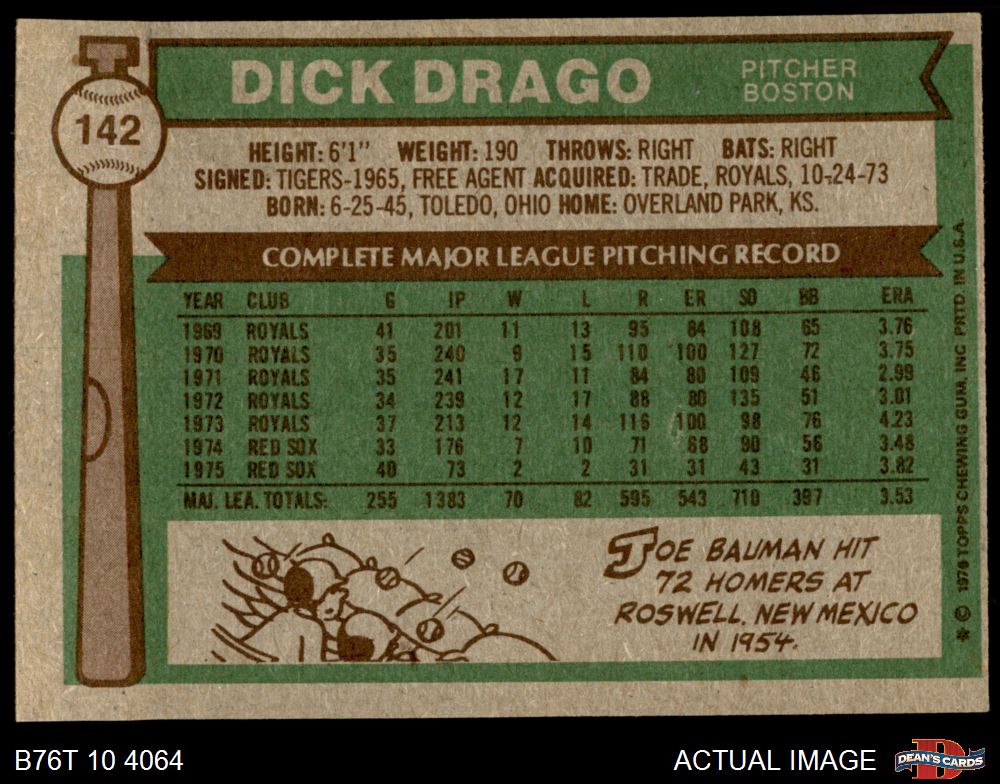 142
DICK DRAGO
PITCHER
BOSTON
HEIGHT: 6'1" WEIGHT: 190 THROWS: RIGHT BATS: RIGHT
SIGNED: TIGERS-1965, FREE AGENT ACQUIRED: TRADE, ROYALS, 10-24-73
BORN: 6-25-45, TOLEDO, OHIO HOME: OVERLAND PARK, KS.
COMPLETE MAJOR LEAGUE PITCHING RECORD
YEAR CLUB G IP W L R ER SO BB ERA
1969 ROYALS 41 201 11 13 95 84 108 65 3.76
1970 ROYALS 35 240 9 15 110 100 127 72 3.75
1971 ROYALS 35 241 17 11 84 80 109 46 2.99
1972 ROYALS 34 239 12 17 88 80 135 51 3.01
1973 ROYALS 37 213 12 14 116 100 98 76 4.23
1974 RED SOX 33 176 7 10 71 68 90 56 3.48
1975 RED SOX 40 73 2 2 31 31 43 31 3.82
MAJ. LEA. TOTALS: 255 1383 70 82 595 543 710 397 3.53
JOE BAUMAN HIT
72 HOMERS AT
ROSWELL, NEW MEXICO
IN 1954.
* © 1976 TOPPS CHEWING GUM, INC. PRTD. IN U.S.A.
B76T 10 4064
ACTUAL IMAGE
D
DEAN'S CARDS